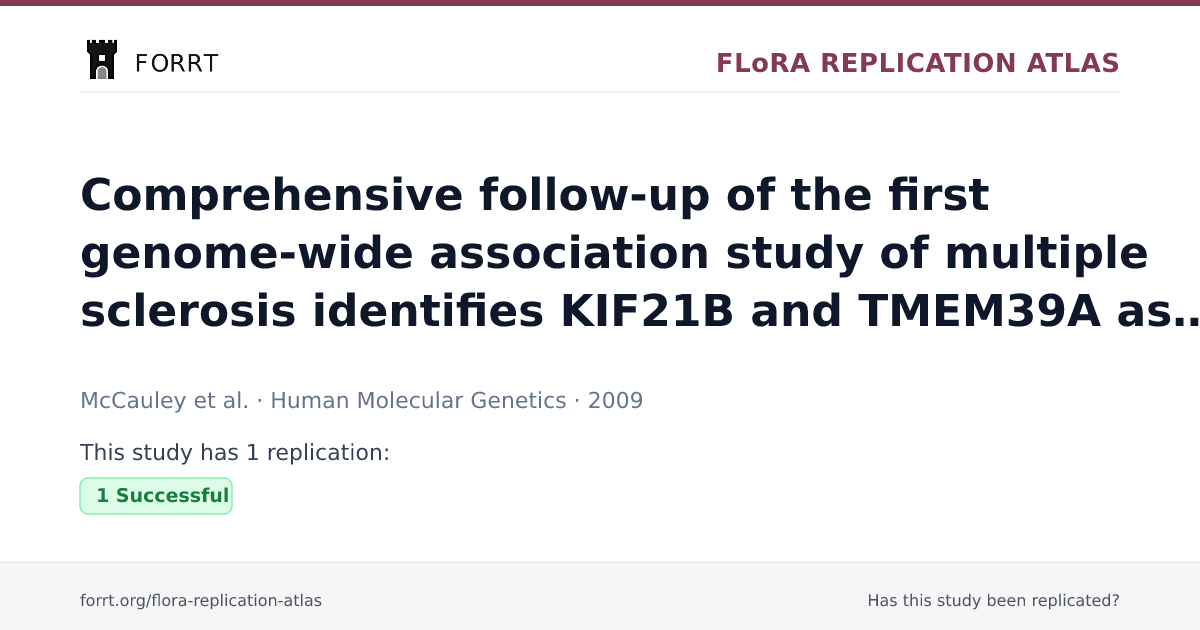 FORRT
FLoRA REPLICATION ATLAS
Comprehensive follow-up of the first
genome-wide association study of multiple
sclerosis identifies KIF21B and TMEM39A as…
McCauley et al. · Human Molecular Genetics · 2009
This study has 1 replication:
1 Successful
forrt.org/flora-replication-atlas
Has this study been replicated?